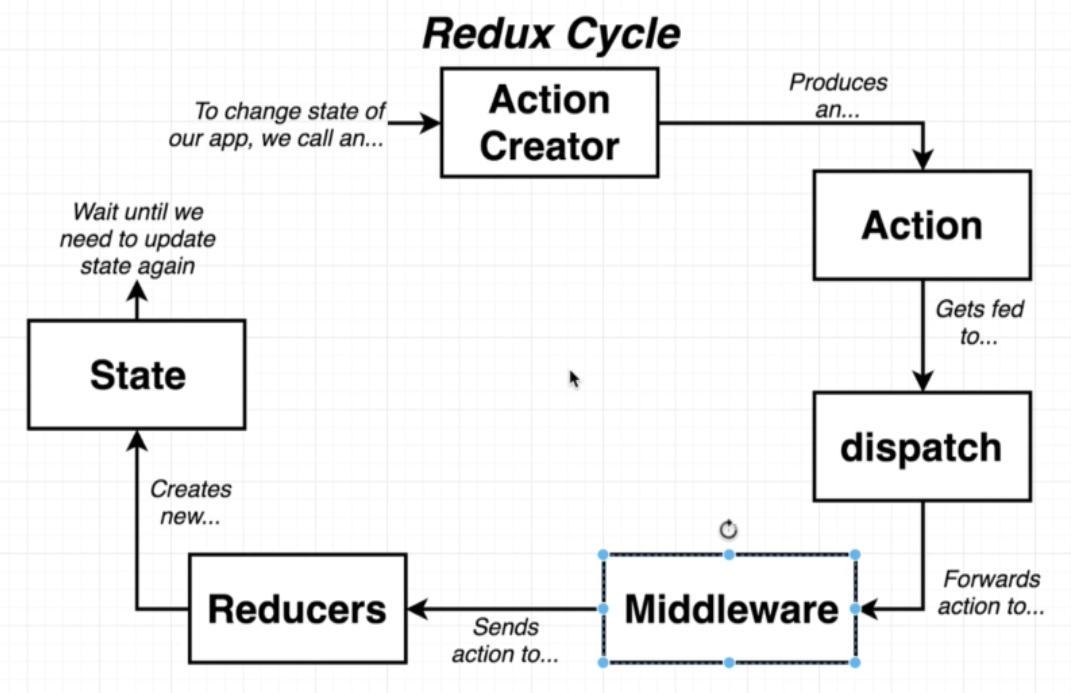 Redux Cycle
To change state of
our app, we call an...
Action
Creator
Produces
an...
Action
Gets fed
to...
dispatch
Forwards
action to...
Middleware
Sends
action to...
Reducers
Creates
new...
State
Wait until we
need to update
state again